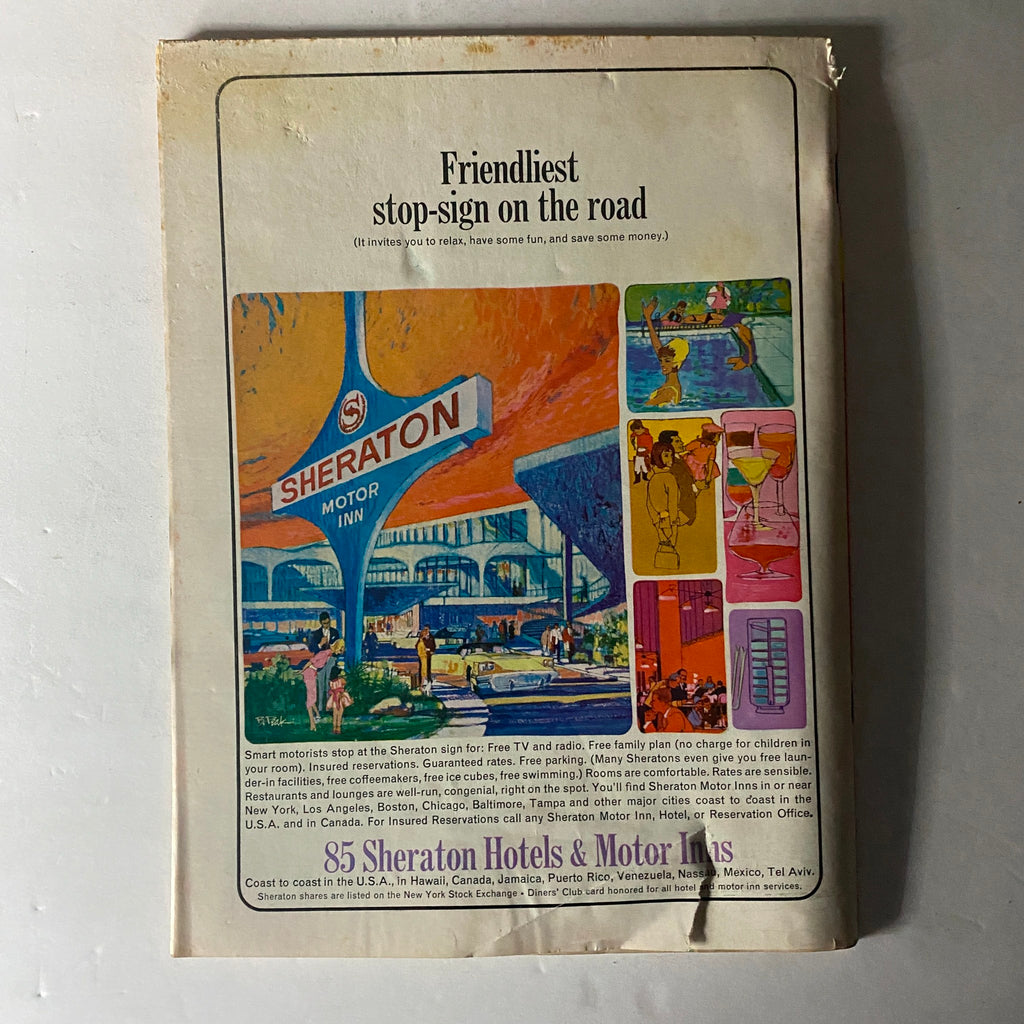 Friendliest
stop-sign on the road
(It invites you to relax, have some fun, and save some money.)
S
SHERATON
MOTOR
INN
Smart motorists stop at the Sheraton sign for: Free TV and radio. Free family plan (no charge for children in
your room). Insured reservations. Guaranteed rates. Free parking. (Many Sheratons even give you free laun-
der-in facilities, free coffeemakers, free ice cubes, free swimming.) Rooms are comfortable. Rates are sensible.
Restaurants and lounges are well-run, congenial, right on the spot. You'll find Sheraton Motor Inns in or near
New York, Los Angeles, Boston, Chicago, Baltimore, Tampa and other major cities coast to coast in the
U.S.A. and in Canada. For Insured Reservations call any Sheraton Motor Inn, Hotel, or Reservation Office.
85 Sheraton Hotels & Motor Inns
Coast to coast in the U.S.A., in Hawaii, Canada, Jamaica, Puerto Rico, Venezuela, Nassau, Mexico, Tel Aviv.
Sheraton shares are listed on the New York Stock Exchange • Diners' Club card honored for all hotel and motor inn services.